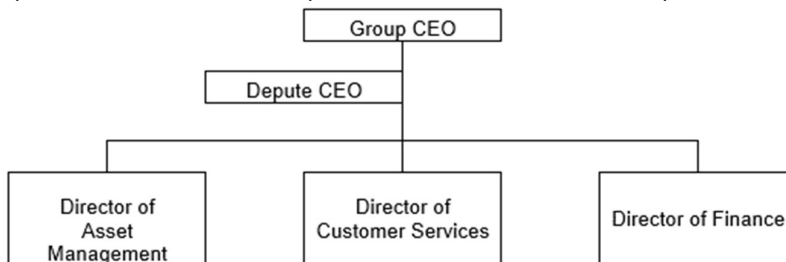 Group CEO
Depute CEO
Director of
Asset
Management
Director of
Customer Services
Director of Finance